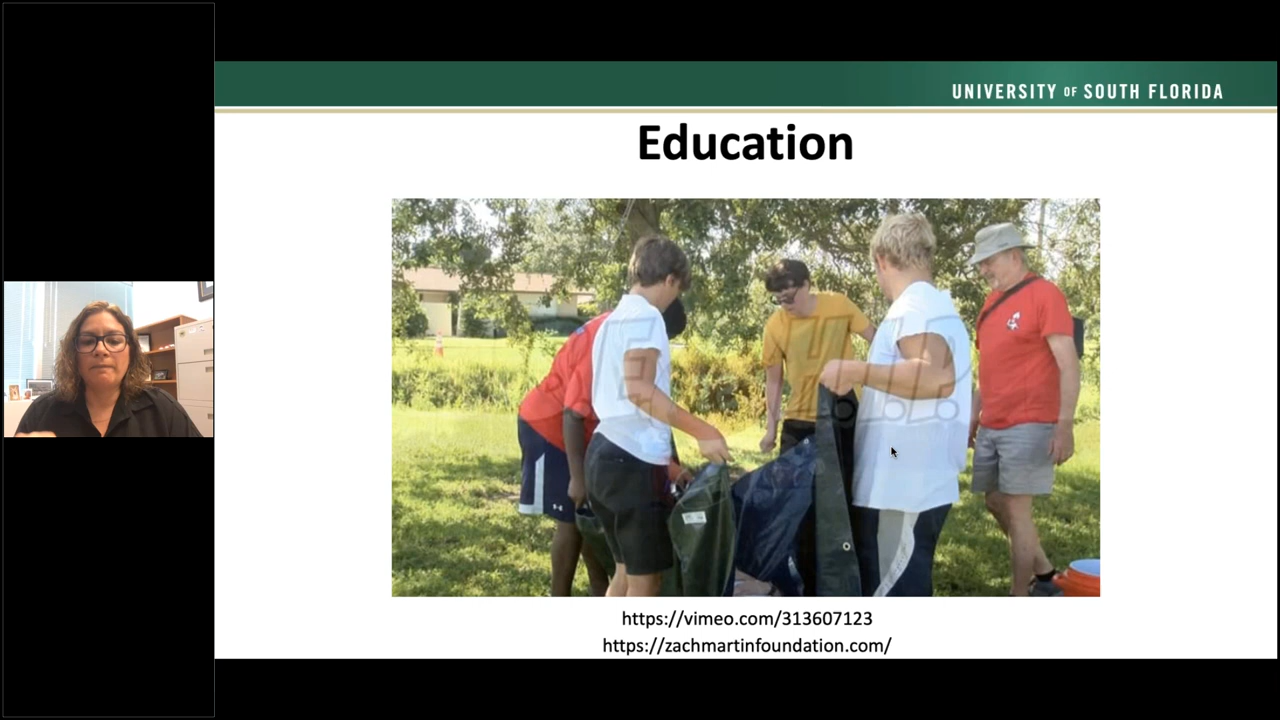 UNIVERSITY OF SOUTH FLORIDA
Education
https://vimeo.com/313607123
https://zachmartinfoundation.com/